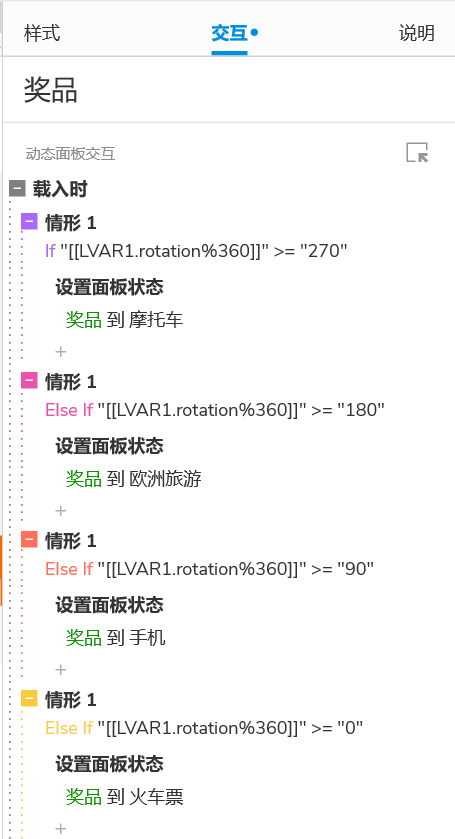 样式 交互 说明
奖品
动态面板交互
载入时
情形 1
If "[[LVAR1.rotation%360]]" >= "270"
设置面板状态
奖品 到 摩托车
+
情形 1
Else If "[[LVAR1.rotation%360]]" >= "180"
设置面板状态
奖品 到 欧洲旅游
+
情形 1
Else If "[[LVAR1.rotation%360]]" >= "90"
设置面板状态
奖品 到 手机
+
情形 1
Else If "[[LVAR1.rotation%360]]" >= "0"
设置面板状态
奖品 到 火车票
+